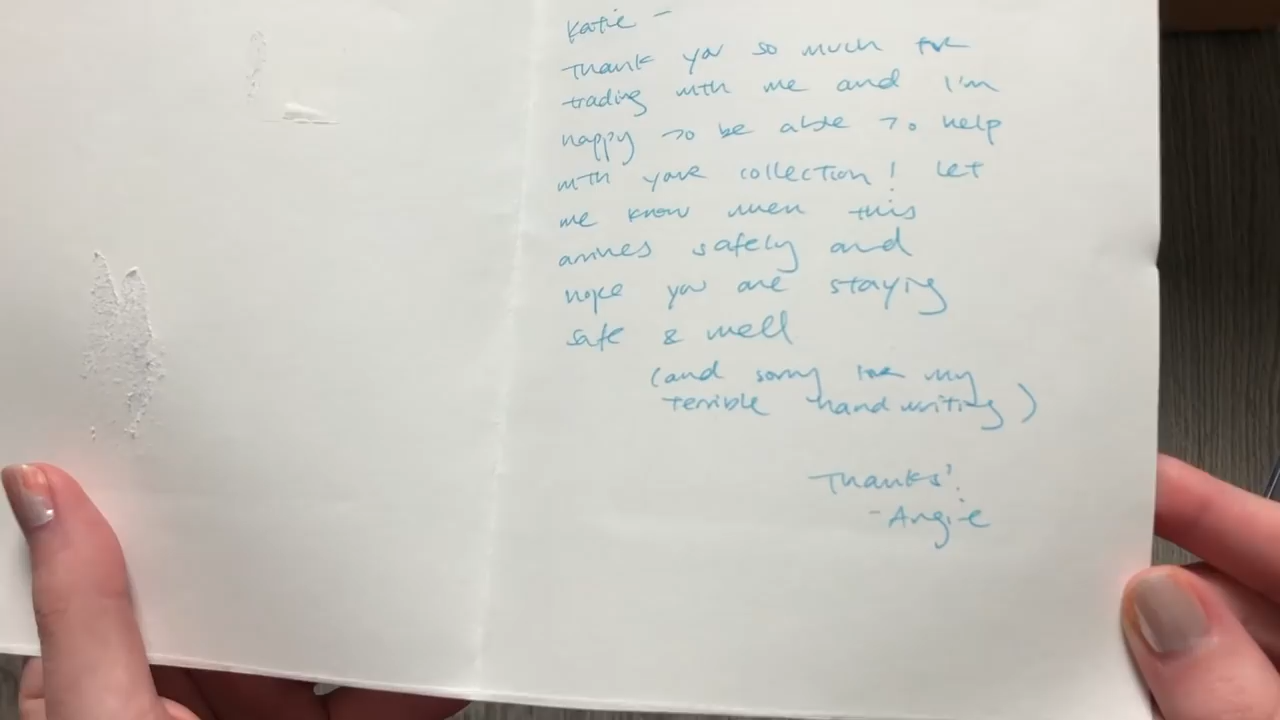 Katie -
Thank you so much for
trading with me and I'm
happy to be able to help
with your collection! Let
me know when this
arrives safely and
hope you are staying
safe & well
(and sorry for my
terrible handwriting)
Thanks!
-Angie